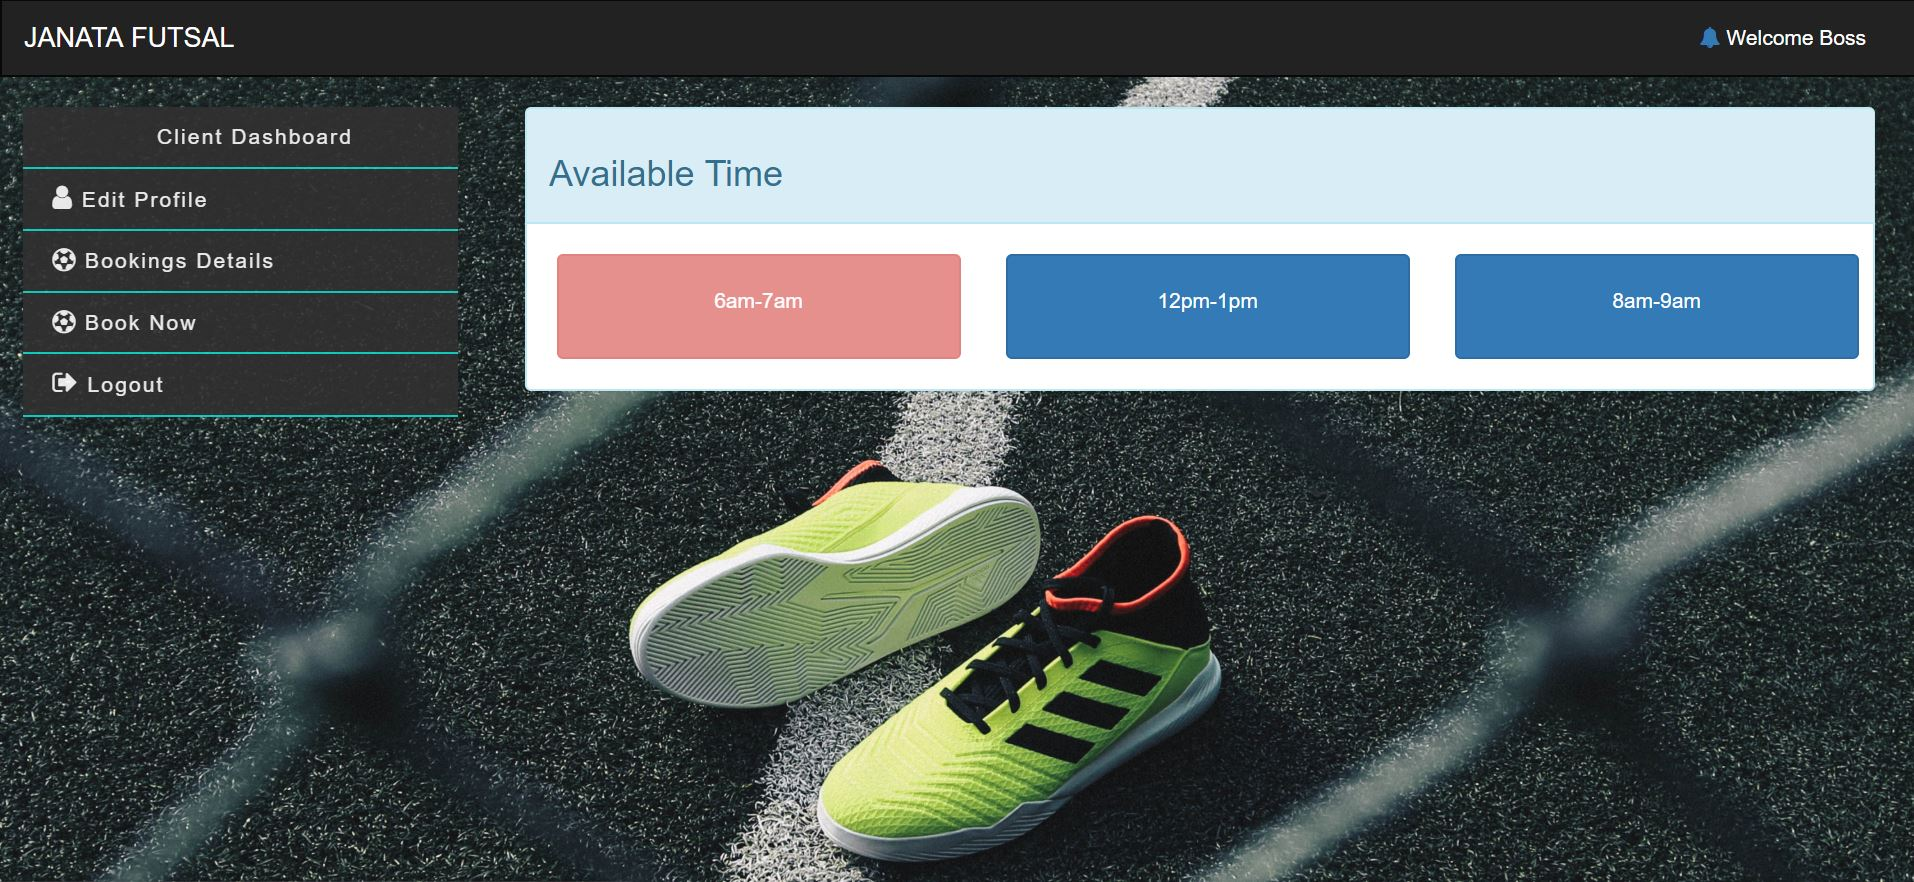 JANATA FUTSAL
Welcome Boss
Client Dashboard
Edit Profile
Bookings Details
Book Now
Logout
Available Time
6am-7am
12pm-1pm
8am-9am